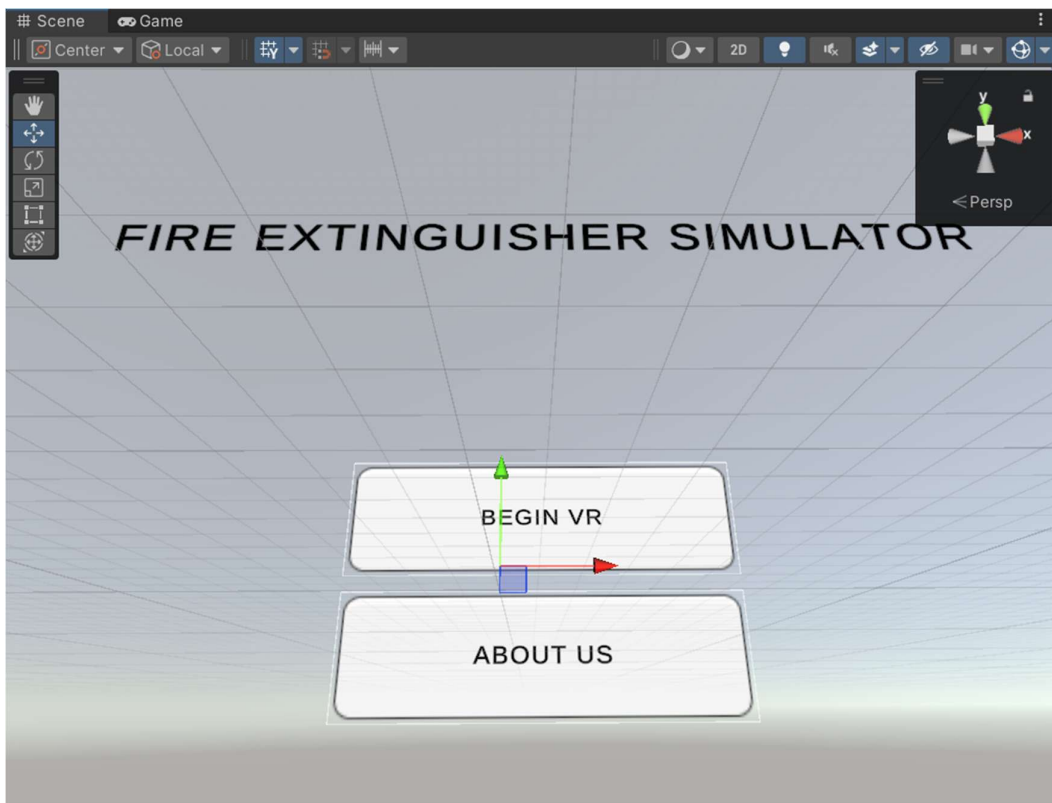 Scene Game
Center Local 2D
y
x
Persp
FIRE EXTINGUISHER SIMULATOR
BEGIN VR
ABOUT US